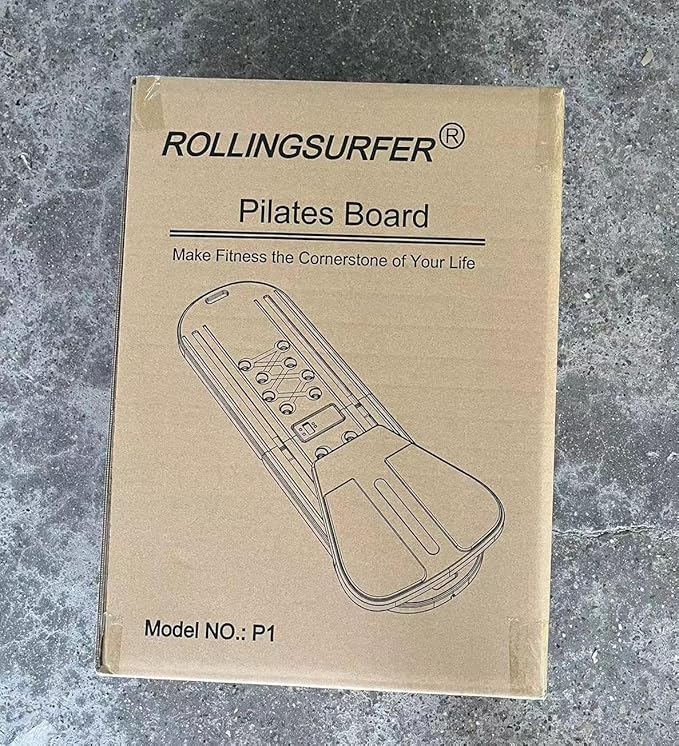 ROLLINGSURFER®
Pilates Board
Make Fitness the Cornerstone of Your Life
Model NO.: P1